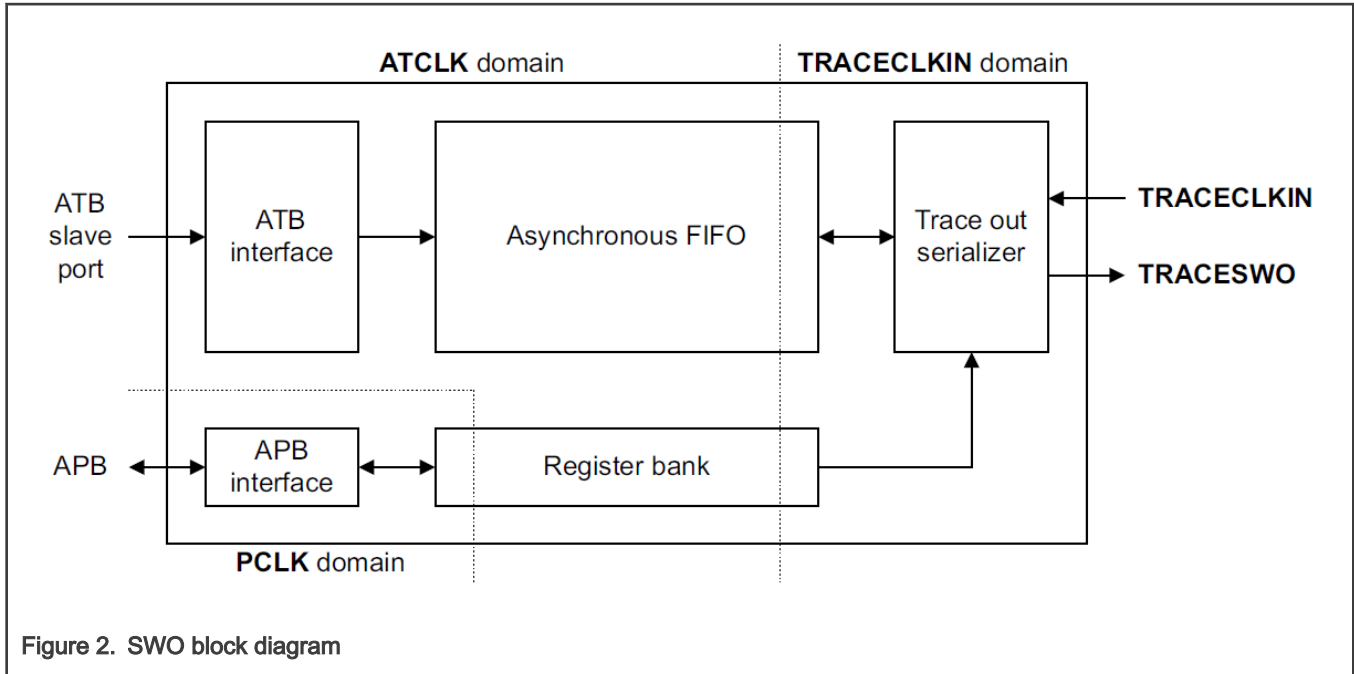 ATCLK domain
TRACECLKIN domain
ATB
slave
port
ATB
interface
Asynchronous FIFO
Trace out
serializer
TRACECLKIN
TRACESWO
APB
APB
interface
Register bank
PCLK domain
Figure 2. SWO block diagram